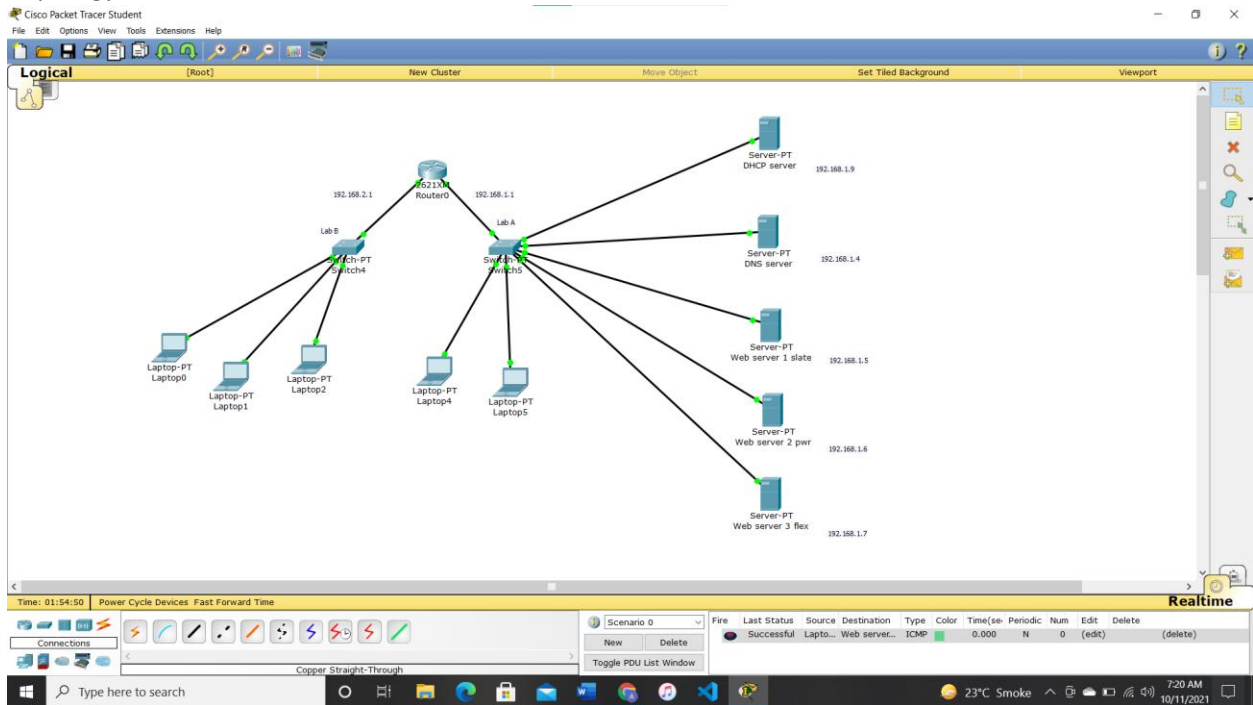 Cisco Packet Tracer Student
File Edit Options View Tools Extensions Help
Logical [Root] New Cluster Move Object Set Tiled Background Viewport
Server-PT
DHCP server
192.168.1.9
2621XM
Router0
192.168.2.1
192.168.1.1
Lab B
Lab A
Switch-PT
Switch4
Switch-PT
Switch5
Server-PT
DNS server
192.168.1.4
Server-PT
Web server 1 slate
192.168.1.5
Laptop-PT
Laptop0
Laptop-PT
Laptop1
Laptop-PT
Laptop2
Laptop-PT
Laptop4
Laptop-PT
Laptop5
Server-PT
Web server 2 pwr
192.168.1.6
Server-PT
Web server 3 flex
192.168.1.7
Time: 01:54:50 Power Cycle Devices Fast Forward Time Realtime
Connections
Copper Straight-Through
Scenario 0
New Delete
Toggle PDU List Window
Fire Last Status Source Destination Type Color Time(se Periodic Num Edit Delete
Successful Lapto... Web server... ICMP 0.000 N 0 (edit) (delete)
Type here to search
23°C Smoke
7:20 AM
10/11/2021